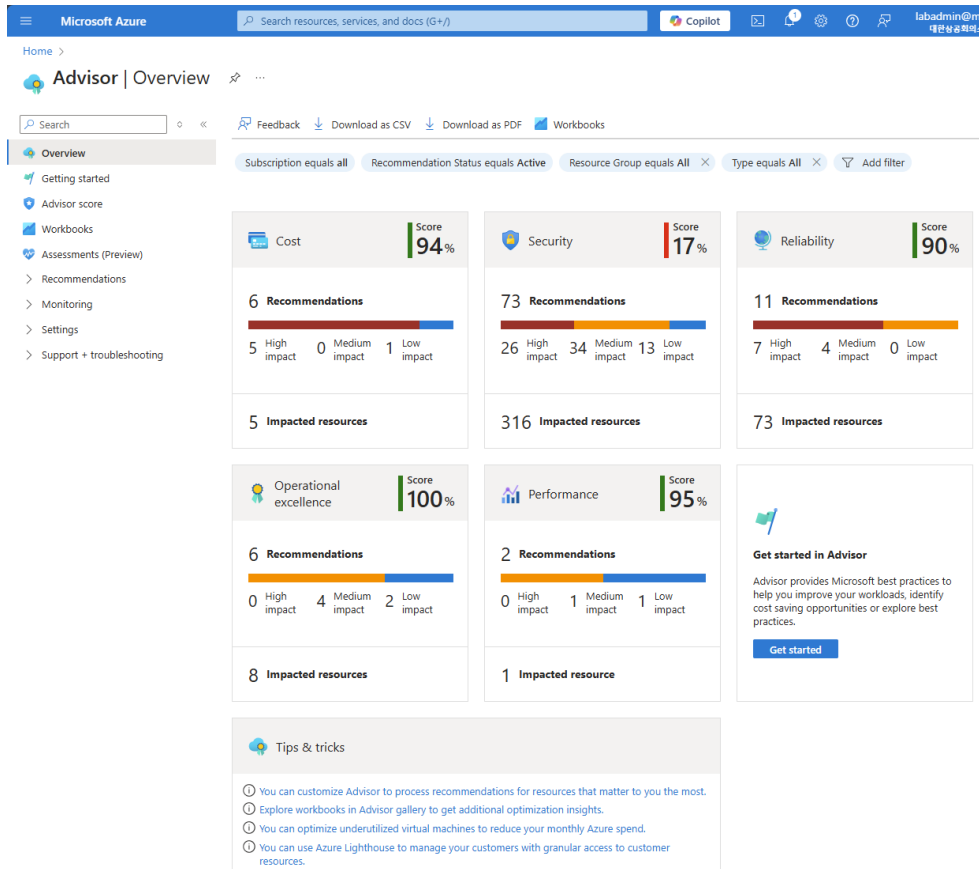 Microsoft Azure
Search resources, services, and docs (G+/)
Copilot
1
labadmin@m
대한상공회의소
Home >
Advisor | Overview
...
Search
Overview
Getting started
Advisor score
Workbooks
Assessments (Preview)
Recommendations
Monitoring
Settings
Support + troubleshooting
Feedback
Download as CSV
Download as PDF
Workbooks
Subscription equals all
Recommendation Status equals Active
Resource Group equals All
Type equals All
Add filter
Cost
Score
94%
6 Recommendations
5 High impact 0 Medium impact 1 Low impact
5 Impacted resources
Security
Score
17%
73 Recommendations
26 High impact 34 Medium impact 13 Low impact
316 Impacted resources
Reliability
Score
90%
11 Recommendations
7 High impact 4 Medium impact 0 Low impact
73 Impacted resources
Operational
excellence
Score
100%
6 Recommendations
0 High impact 4 Medium impact 2 Low impact
8 Impacted resources
Performance
Score
95%
2 Recommendations
0 High impact 1 Medium impact 1 Low impact
1 Impacted resource
Get started in Advisor
Advisor provides Microsoft best practices to
help you improve your workloads, identify
cost saving opportunities or explore best
practices.
Get started
Tips & tricks
You can customize Advisor to process recommendations for resources that matter to you the most.
Explore workbooks in Advisor gallery to get additional optimization insights.
You can optimize underutilized virtual machines to reduce your monthly Azure spend.
You can use Azure Lighthouse to manage your customers with granular access to customer
resources.